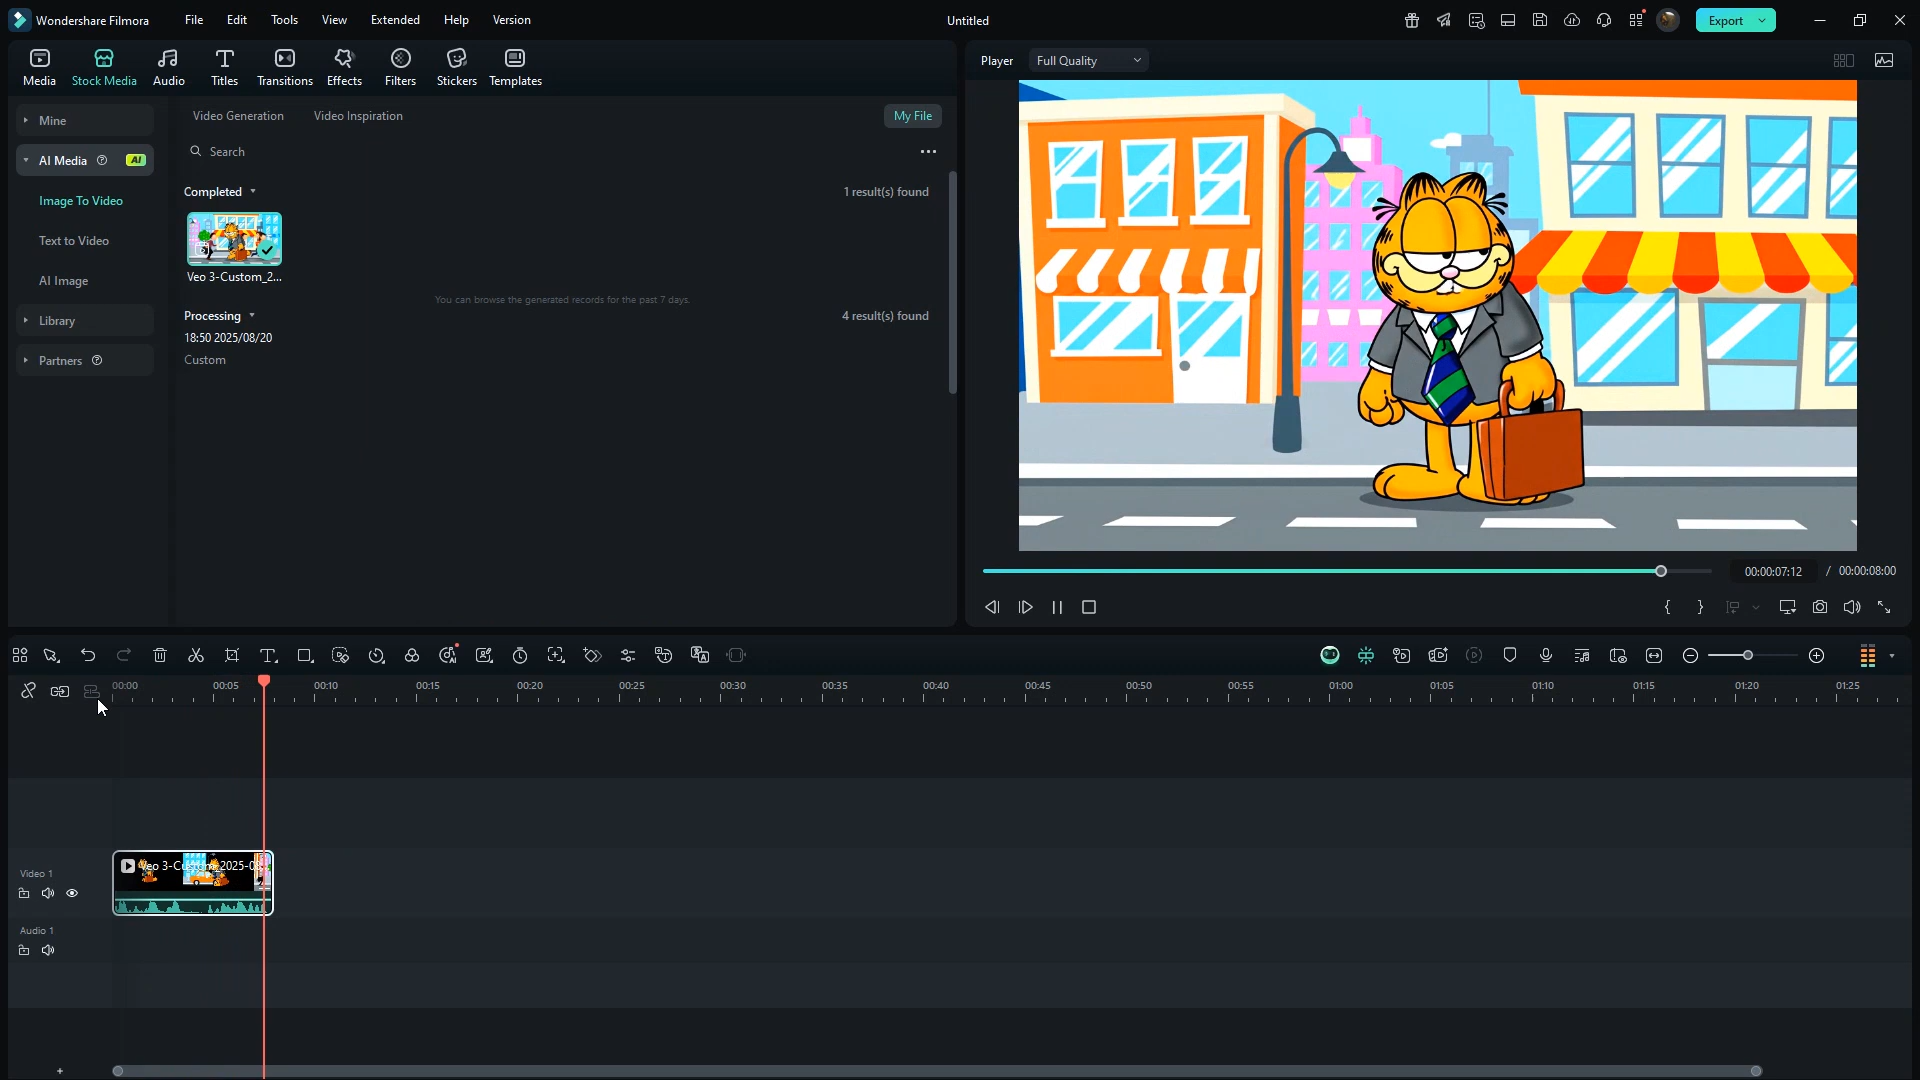 Wondershare Filmora
File
Edit
Tools
View
Extended
Help
Version
Untitled
Export
Media
Stock Media
Audio
Titles
Transitions
Effects
Filters
Stickers
Templates
Player
Full Quality
Mine
AI Media
AI
Image To Video
Text to Video
AI Image
Library
Partners
Video Generation
Video Inspiration
My File
Search
Completed
1 result(s) found
Veo 3-Custom_2...
You can browse the generated records for the past 7 days.
Processing
4 result(s) found
18:50 2025/08/20
Custom
00:00:07:12 / 00:00:08:00
00:00
00:05
00:10
00:15
00:20
00:25
00:30
00:35
00:40
00:45
00:50
00:55
01:00
01:05
01:10
01:15
01:20
01:25
Veo 3-Custom_2025-08
Video 1
Audio 1